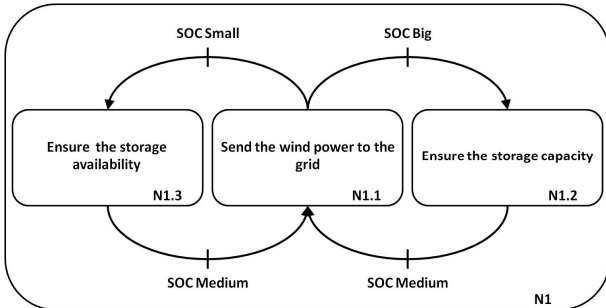 SOC Small
SOC Big
Ensure the storage
availability
N1.3
Send the wind power to the
grid
N1.1
Ensure the storage capacity
N1.2
SOC Medium
SOC Medium
N1